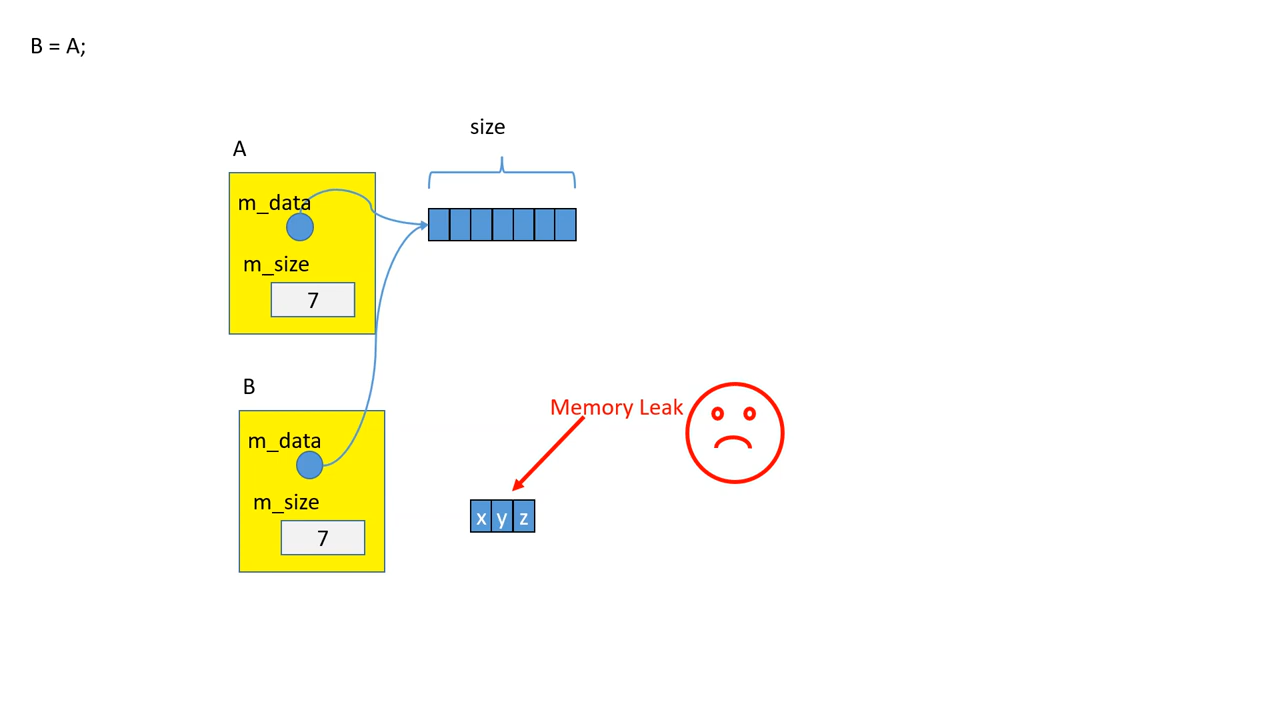 B = A;
size
A
m_data
m_size
7
B
m_data
m_size
7
Memory Leak
x y z